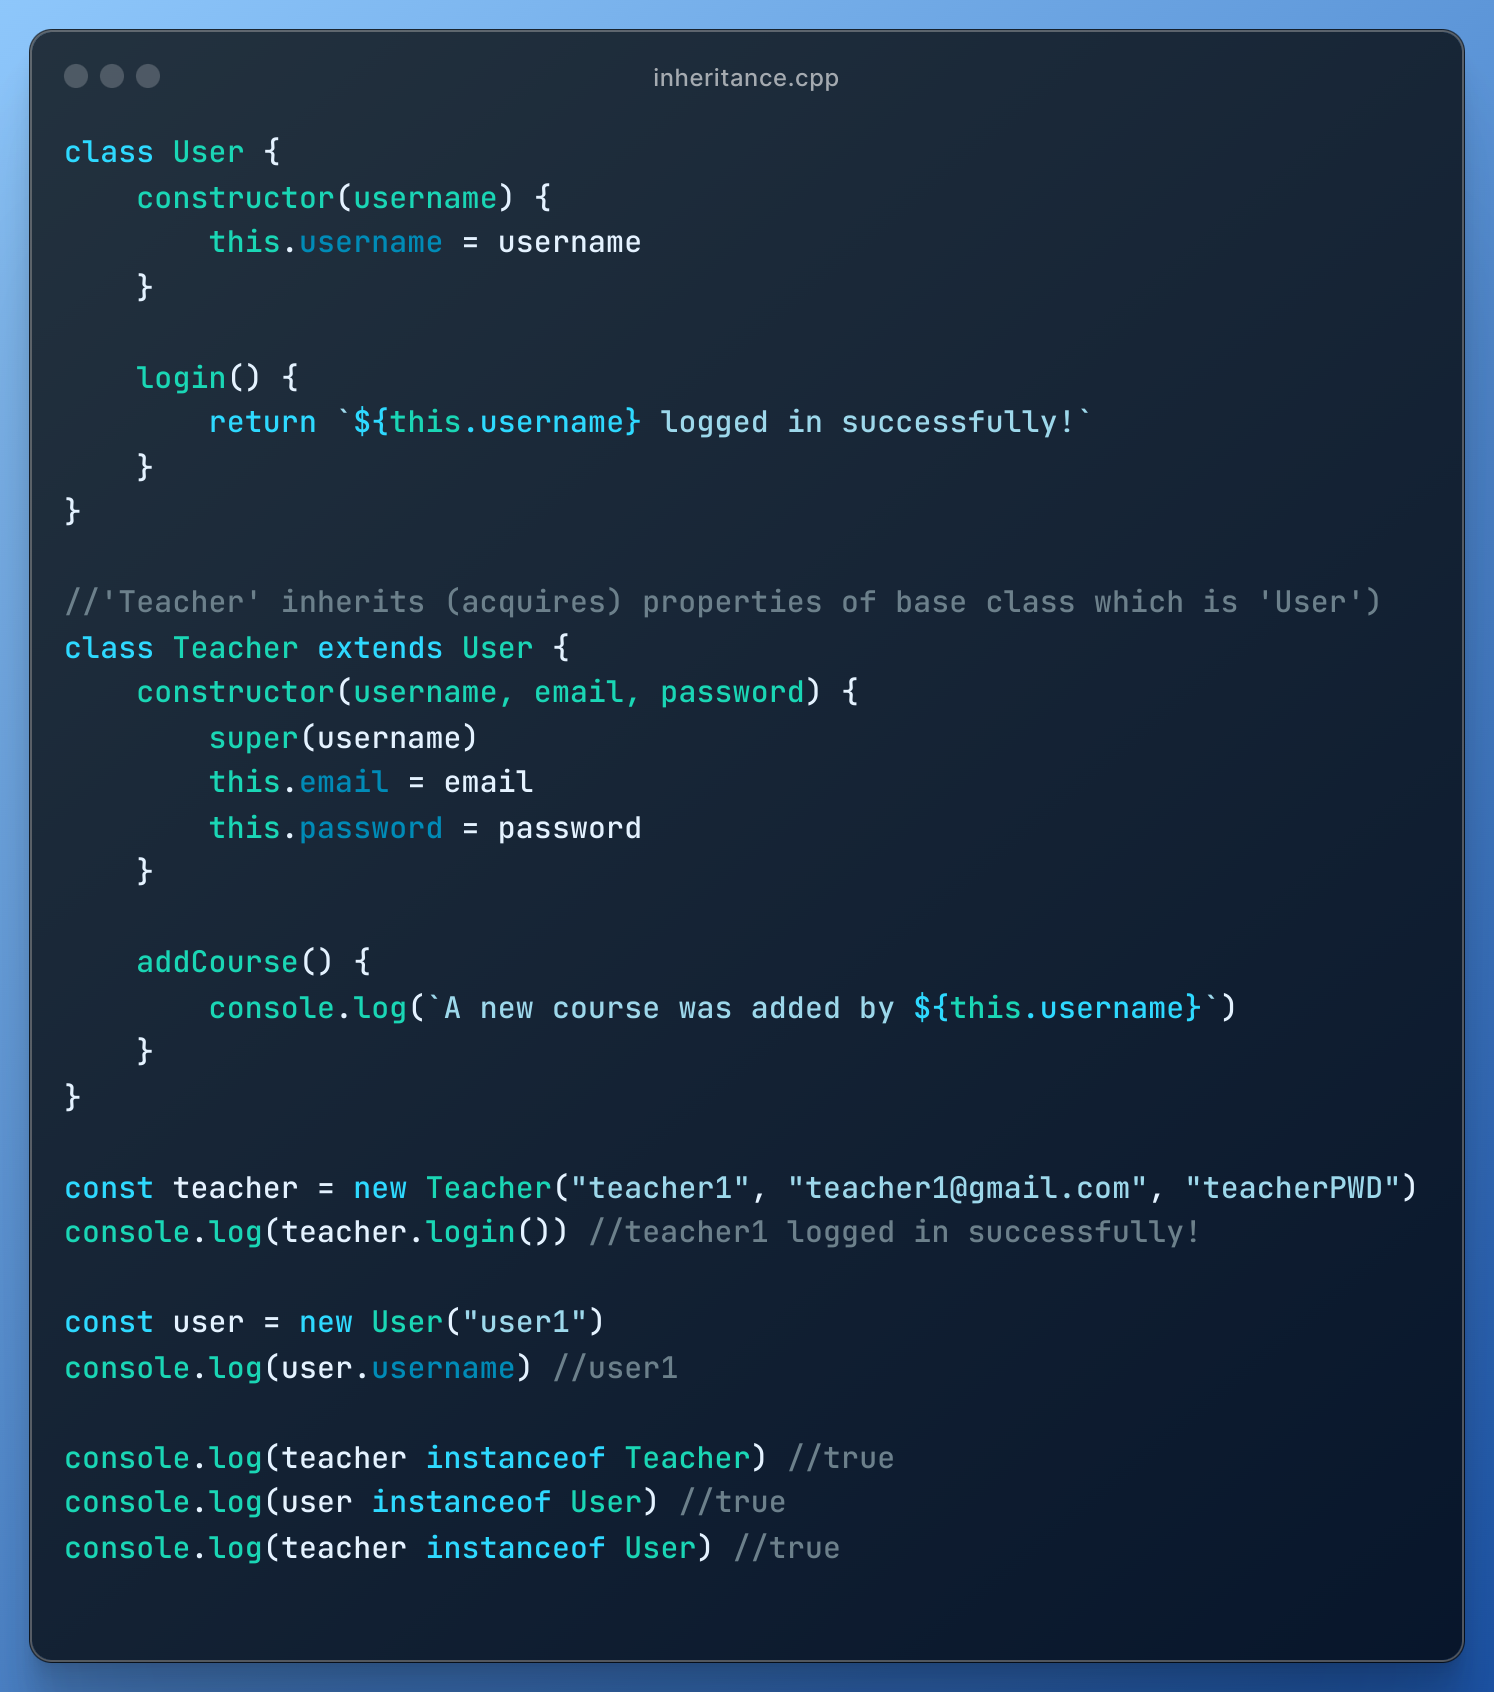 inheritance.cpp
class User {
    constructor(username) {
        this.username = username
    }

    login() {
        return `${this.username} logged in successfully!`
    }
}

//'Teacher' inherits (acquires) properties of base class which is 'User')
class Teacher extends User {
    constructor(username, email, password) {
        super(username)
        this.email = email
        this.password = password
    }

    addCourse() {
        console.log(`A new course was added by ${this.username}`)
    }
}

const teacher = new Teacher("teacher1", "teacher1@gmail.com", "teacherPWD")
console.log(teacher.login()) //teacher1 logged in successfully!

const user = new User("user1")
console.log(user.username) //user1

console.log(teacher instanceof Teacher) //true
console.log(user instanceof User) //true
console.log(teacher instanceof User) //true